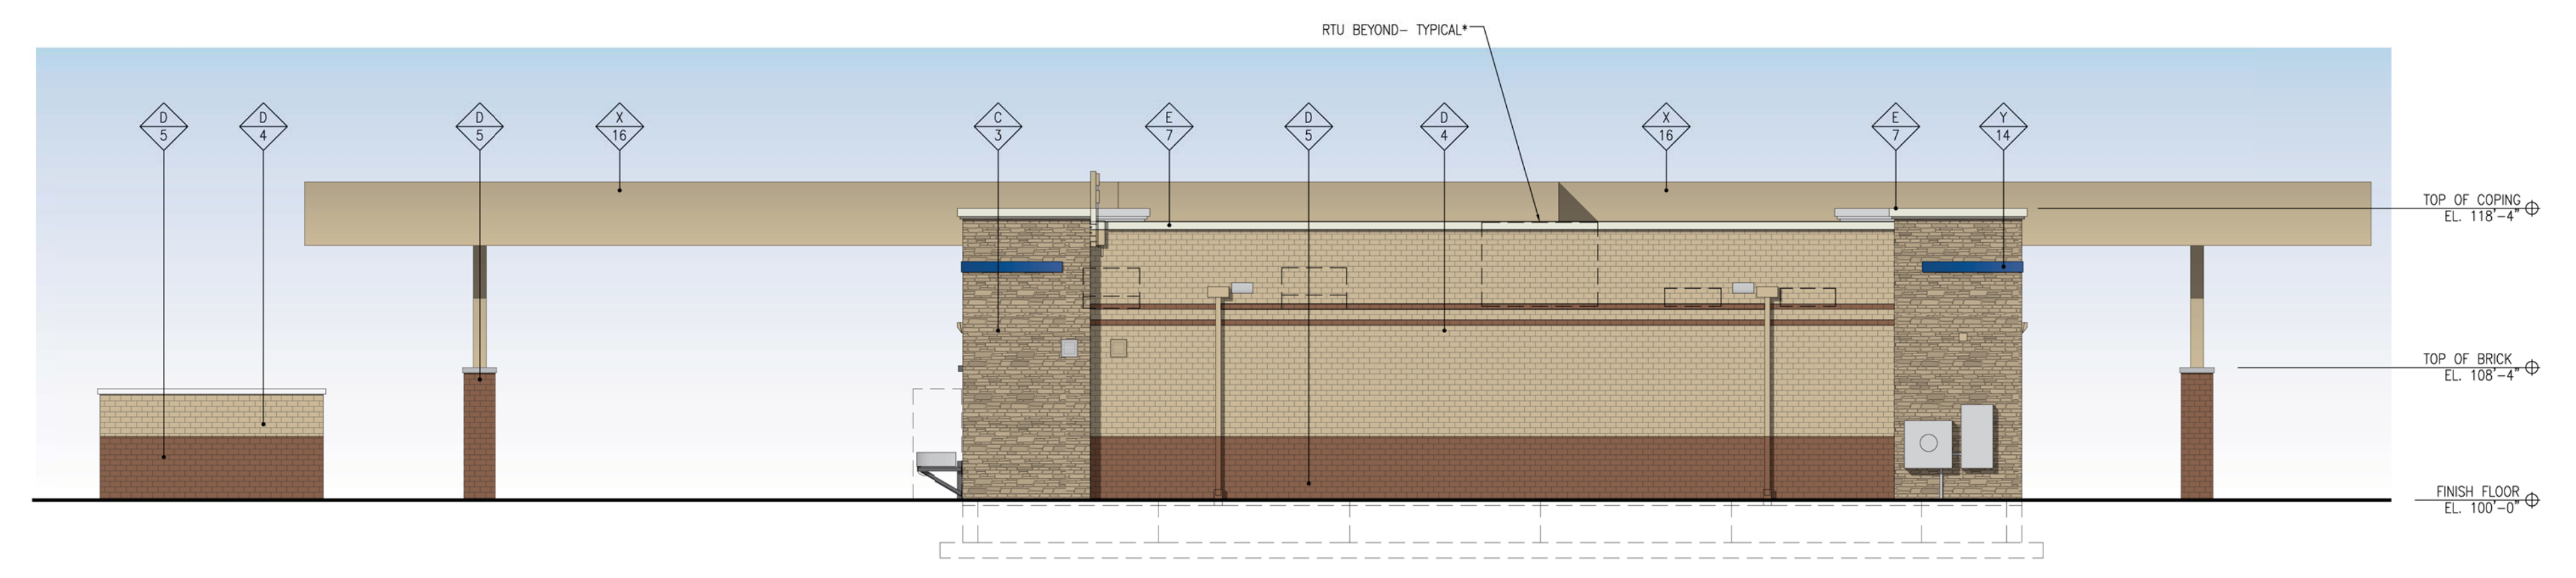 RTU BEYOND- TYPICAL*
D
5
D
4
D
5
X
16
C
3
E
7
D
5
D
4
X
16
E
7
Y
14
TOP OF COPING
EL. 118'-4"
TOP OF BRICK
EL. 108'-4"
FINISH FLOOR
EL. 100'-0"